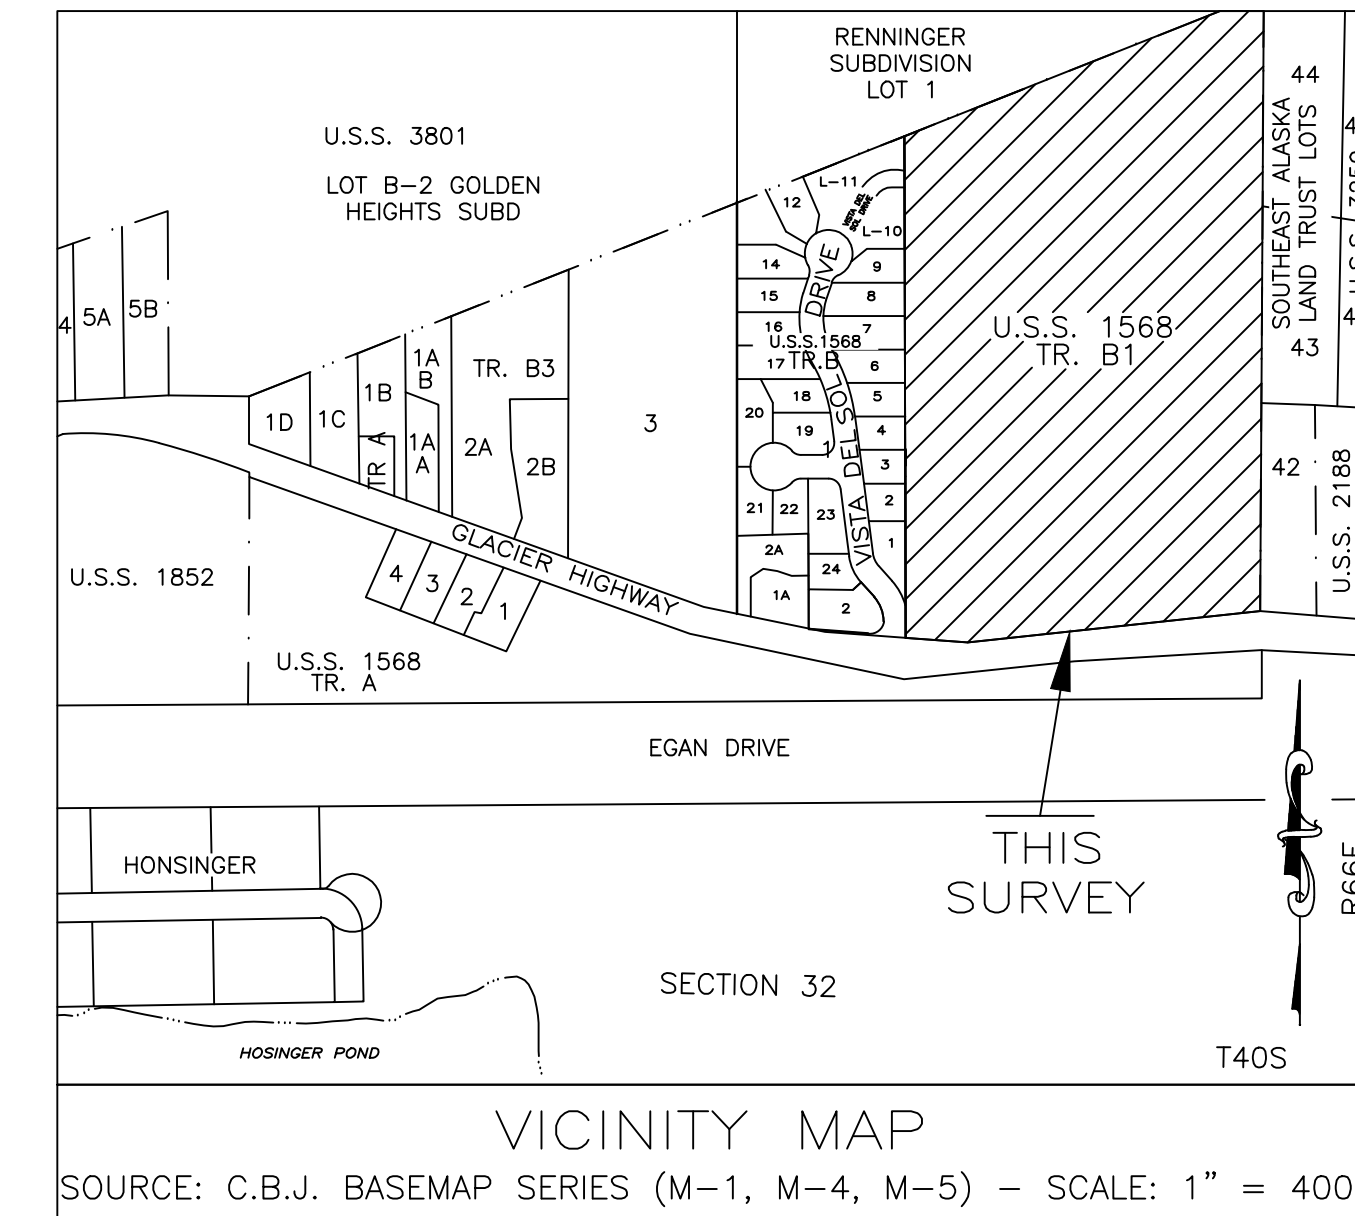 RENNINGER
SUBDIVISION
LOT 1
U.S.S. 3801
LOT B-2 GOLDEN
HEIGHTS SUBD
44
SOUTHEAST ALASKA
LAND TRUST LOTS
43
42
U.S.S. 2188
4
5A
5B
1D
1C
1B
TR A
1A
B
1A
A
TR. B3
2A
2B
3
L-11
12
VISTA DEL
SOL DRIVE
L-10
14
9
15
8
16
7
U.S.S.1568
TR.B
17
6
18
5
20
19
4
1
3
21
22
23
2
1
2A
24
1A
2
VISTA DEL SOL DRIVE
U.S.S. 1568
TR. B1
GLACIER HIGHWAY
U.S.S. 1852
4
3
2
1
U.S.S. 1568
TR. A
EGAN DRIVE
THIS
SURVEY
HONSINGER
SECTION 32
HOSINGER POND
T40S
VICINITY MAP
SOURCE: C.B.J. BASEMAP SERIES (M-1, M-4, M-5) - SCALE: 1" = 400